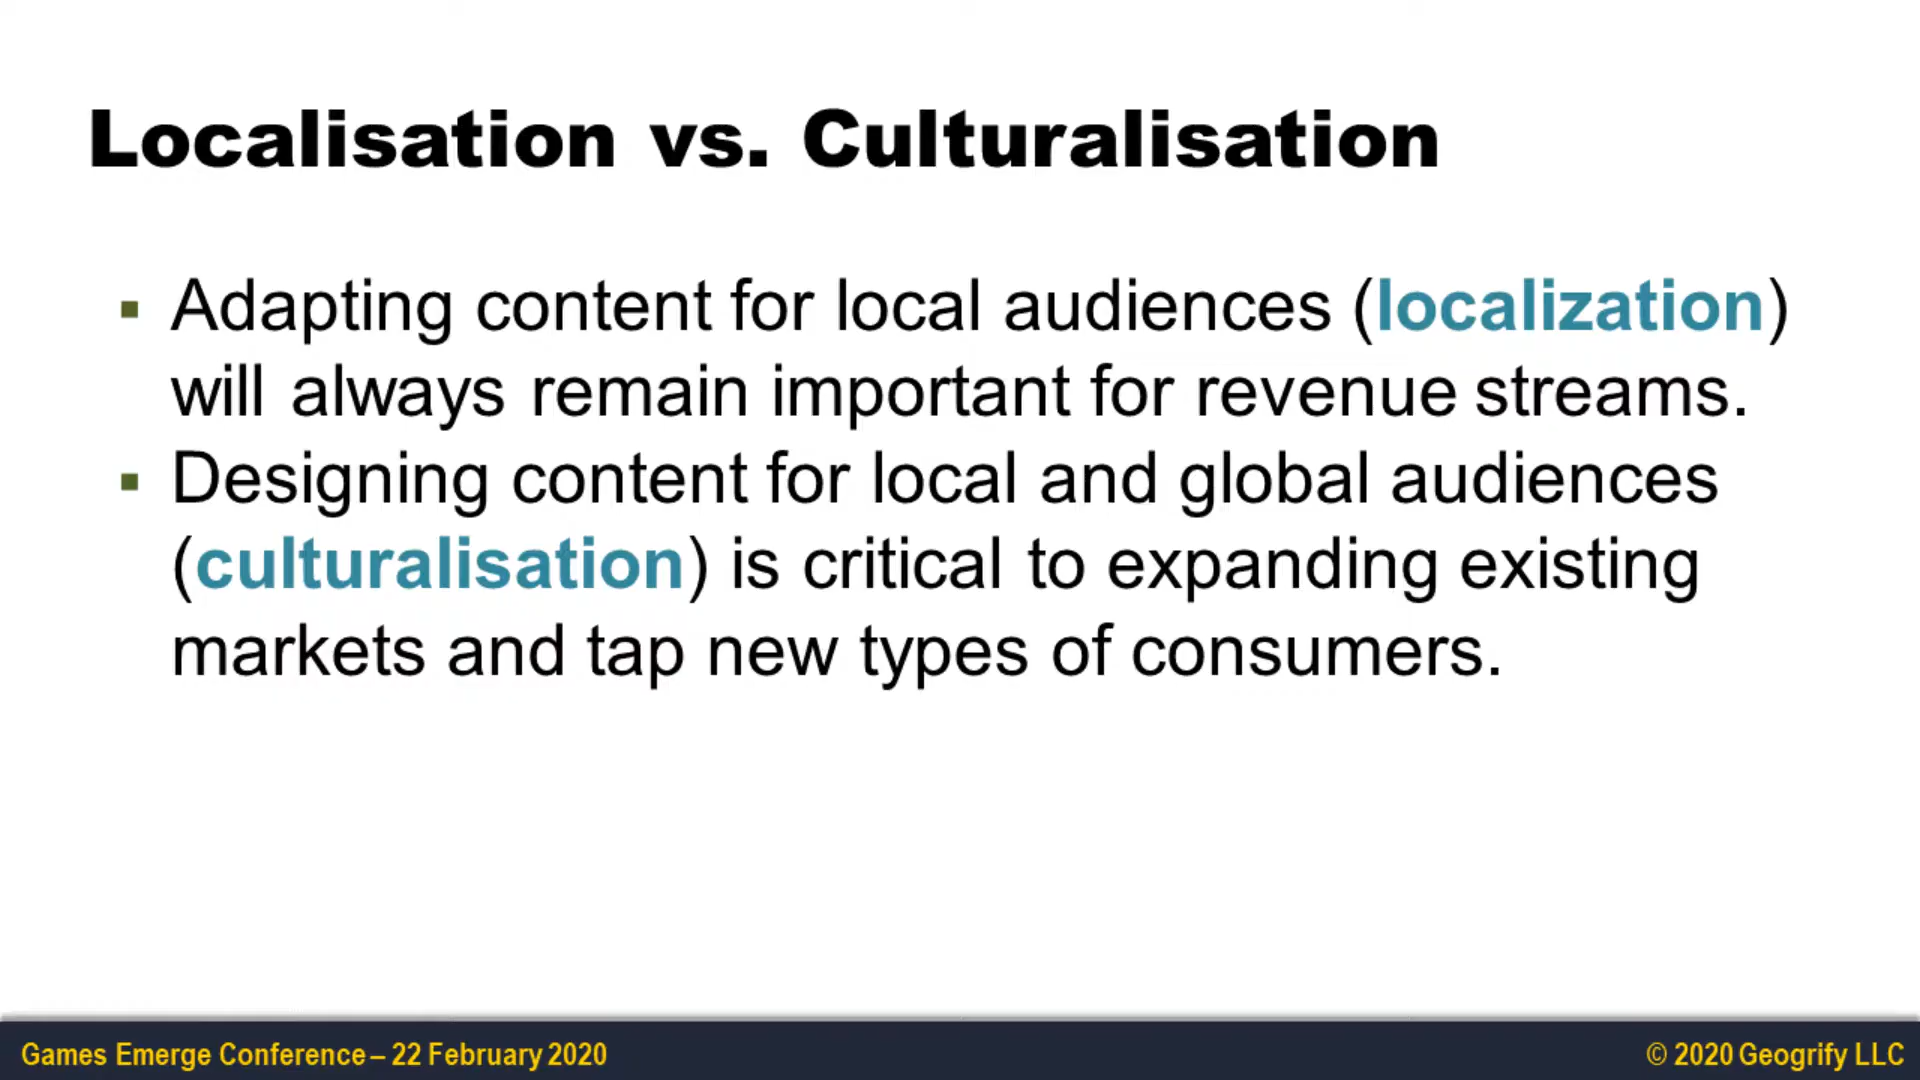 Localisation vs. Culturalisation
▪ Adapting content for local audiences (localization)
will always remain important for revenue streams.
▪ Designing content for local and global audiences
(culturalisation) is critical to expanding existing
markets and tap new types of consumers.
Games Emerge Conference – 22 February 2020
© 2020 Geogrify LLC